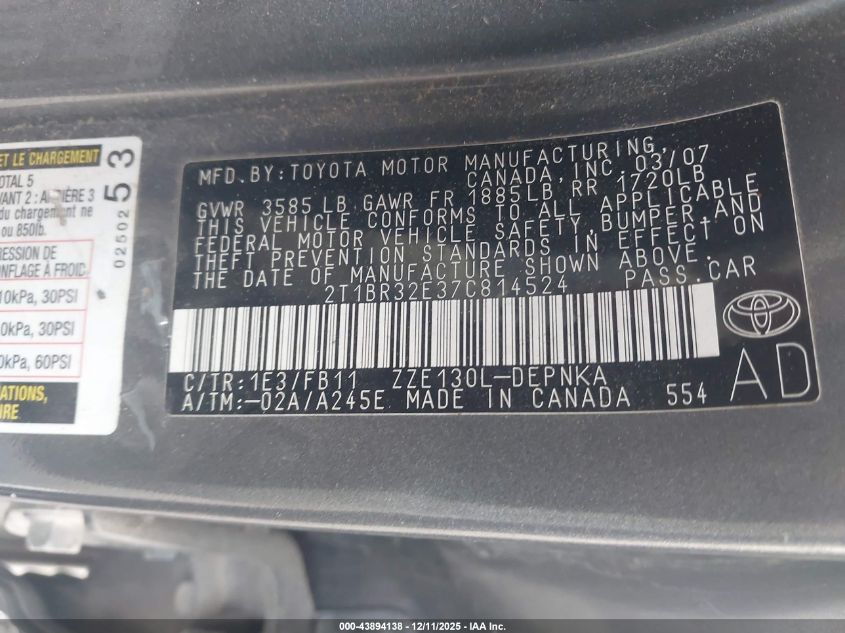 ET LE CHARGEMENT
TOTAL 5
AVANT 2 : ARRIÈRE 3
du chargement ne
ou 850lb.
PRESSION DE
GONFLAGE À FROID
10kPa, 30PSI
0kPa, 30PSI
0kPa, 60PSI
ATIONS,
IRE
02502 53
MFD. BY: TOYOTA MOTOR MANUFACTURING,
CANADA, INC. 03/07
GVWR 3585 LB GAWR FR 1885LB RR 1720LB
THIS VEHICLE CONFORMS TO ALL APPLICABLE
FEDERAL MOTOR VEHICLE SAFETY, BUMPER, AND
THEFT PREVENTION STANDARDS IN EFFECT ON
THE DATE OF MANUFACTURE SHOWN ABOVE.
2T1BR32E37C814524 PASS. CAR
C/TR: 1E3/FB11 ZZE130L-DEPNKA
A/TM: -02A/A245E MADE IN CANADA 554
AD
000-43894138 - 12/11/2025 - IAA Inc.